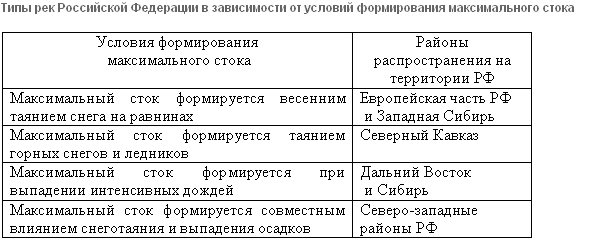 Типы рек Российской Федерации в зависимости от условий формирования максимального стока
Условия формирования
максимального стока
Районы
распространения на
территории РФ
Максимальный сток формируется весенним
таянием снега на равнинах
Европейская часть РФ
и Западная Сибирь
Максимальный сток формируется таянием
горных снегов и ледников
Северный Кавказ
Максимальный сток формируется при
выпадении интенсивных дождей
Дальний Восток
и Сибирь
Максимальный сток формируется совместным
влиянием снеготаяния и выпадения осадков
Северо-западные
районы РФ